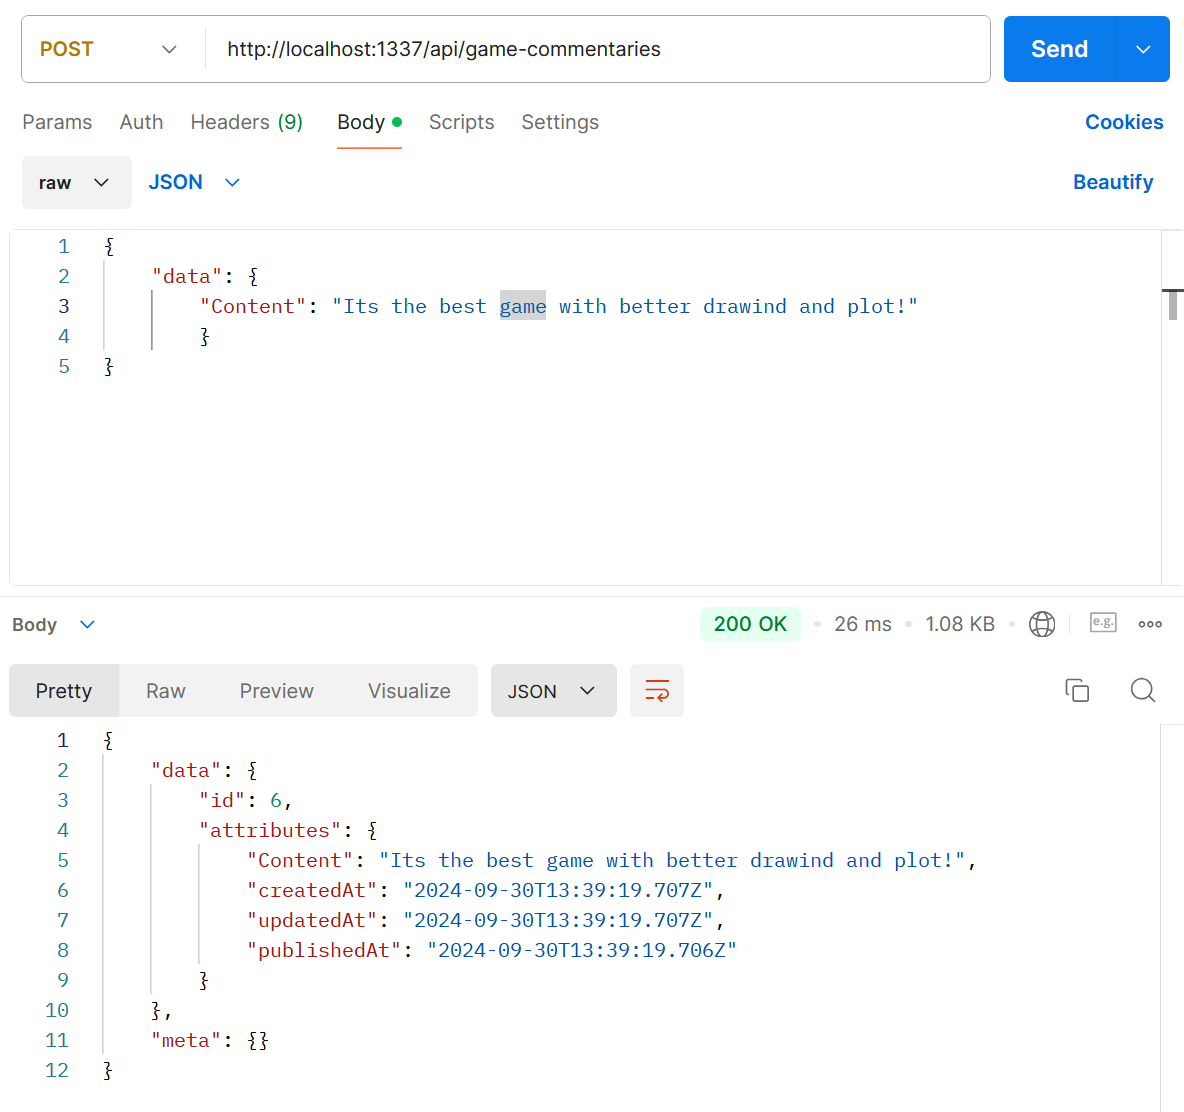 POST http://localhost:1337/api/game-commentaries Send
Params Auth Headers (9) Body Scripts Settings Cookies
raw JSON Beautify
1 {
2 "data": {
3 "Content": "Its the best game with better drawind and plot!"
4 }
5 }
Body 200 OK 26 ms 1.08 KB e.g.
Pretty Raw Preview Visualize JSON
1 {
2 "data": {
3 "id": 6,
4 "attributes": {
5 "Content": "Its the best game with better drawind and plot!",
6 "createdAt": "2024-09-30T13:39:19.707Z",
7 "updatedAt": "2024-09-30T13:39:19.707Z",
8 "publishedAt": "2024-09-30T13:39:19.706Z"
9 }
10 },
11 "meta": {}
12 }